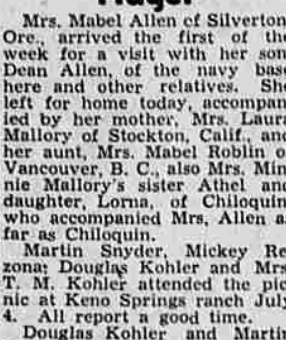 Hager
Mrs. Mabel Allen of Silverton
Ore., arrived the first of the
week for a visit with her son
Dean Allen, of the navy base
here and other relatives. She
left for home today, accompan
ied by her mother, Mrs. Laura
Mallory of Stockton, Calif., and
her aunt, Mrs. Mabel Roblin o
Vancouver, B. C., also Mrs. Min
nie Mallory's sister Athel and
daughter, Lorna, of Chiloquin
who accompanied Mrs. Allen a
far as Chiloquin.
Martin Snyder, Mickey Re
zona; Douglas Kohler and Mrs
T. M. Kohler attended the pic
nic at Keno Springs ranch July
4. All report a good time.
Douglas Kohler and Martin